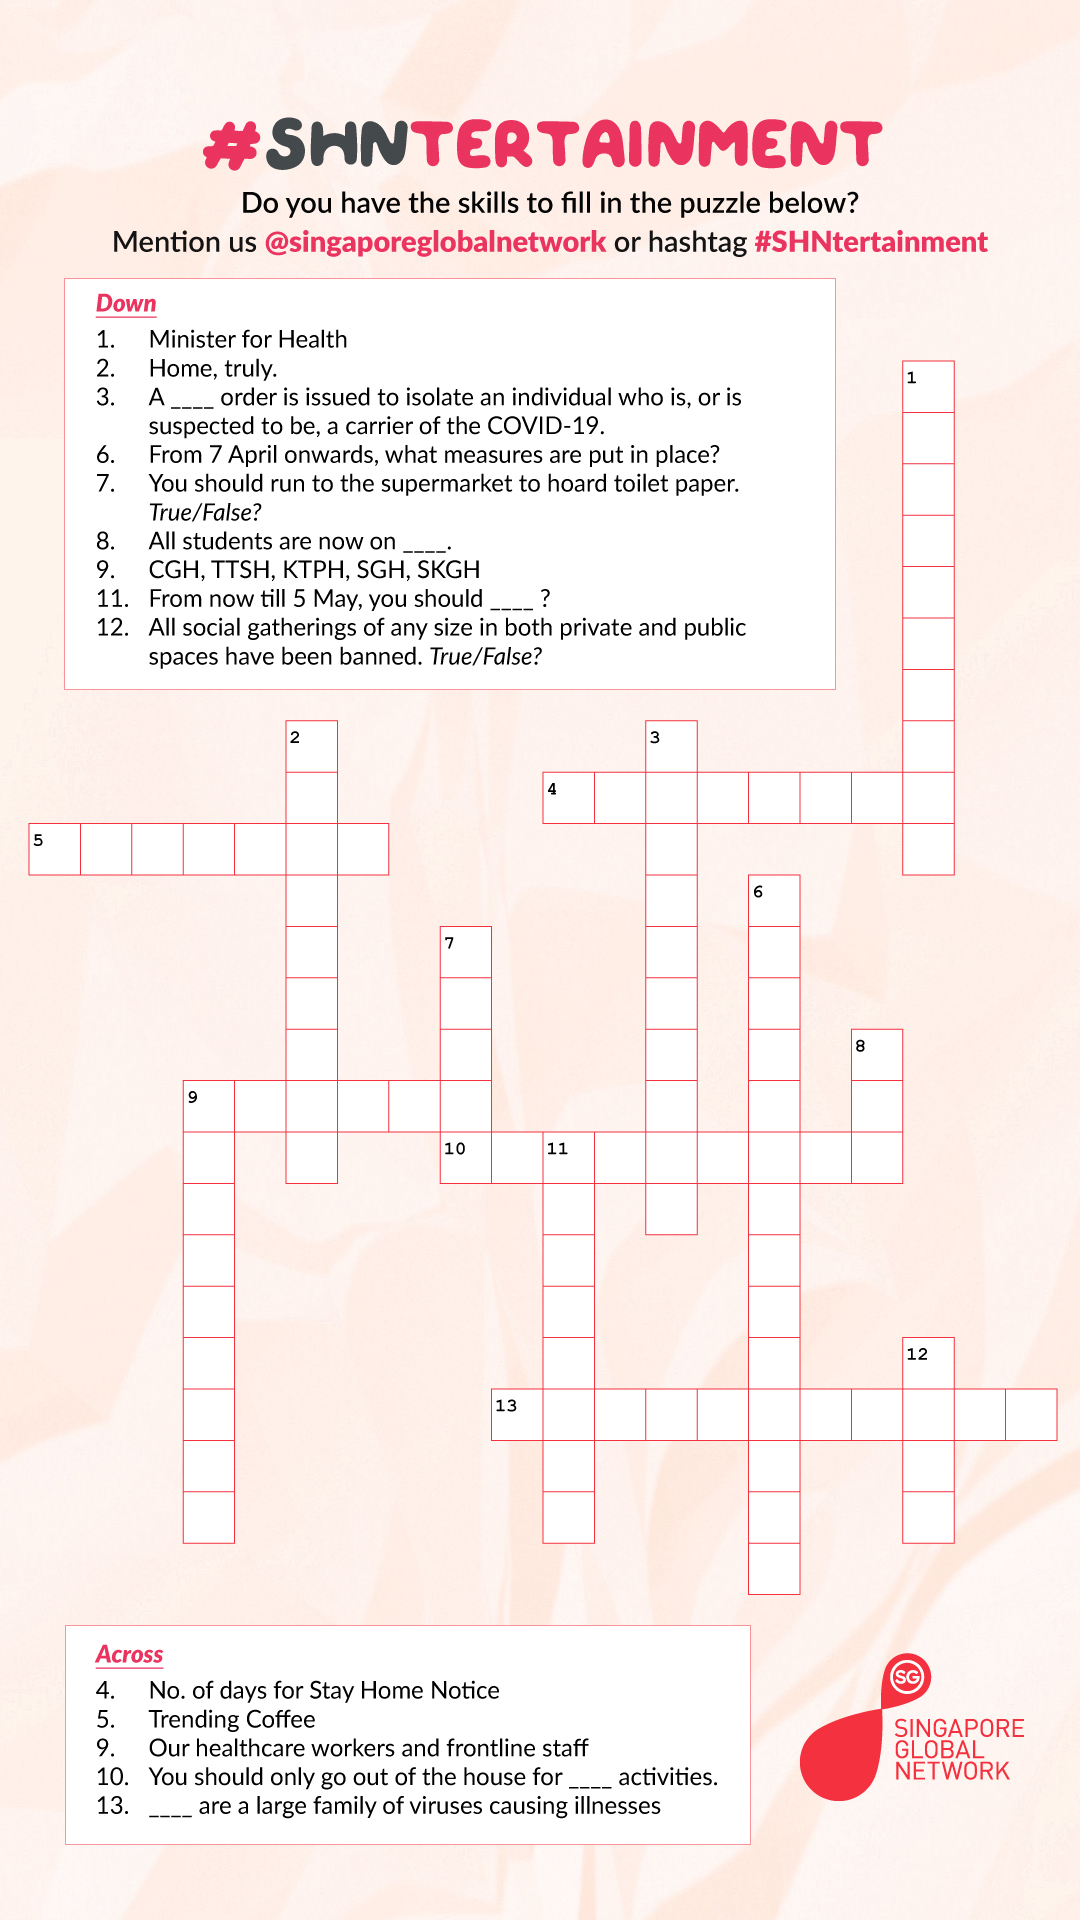 #SHNTERTAINMENT
Do you have the skills to fill in the puzzle below?
Mention us @singaporeglobalnetwork or hashtag #SHNtertainment
Down
1. Minister for Health
2. Home, truly.
3. A ____ order is issued to isolate an individual who is, or is
suspected to be, a carrier of the COVID-19.
6. From 7 April onwards, what measures are put in place?
7. You should run to the supermarket to hoard toilet paper.
True/False?
8. All students are now on ____.
9. CGH, TTSH, KTPH, SGH, SKGH
11. From now till 5 May, you should ____ ?
12. All social gatherings of any size in both private and public
spaces have been banned. True/False?
1
2
3
4
5
6
7
8
9
10
11
12
13
Across
4. No. of days for Stay Home Notice
5. Trending Coffee
9. Our healthcare workers and frontline staff
10. You should only go out of the house for ____ activities.
13. ____ are a large family of viruses causing illnesses
SG
SINGAPORE
GLOBAL
NETWORK